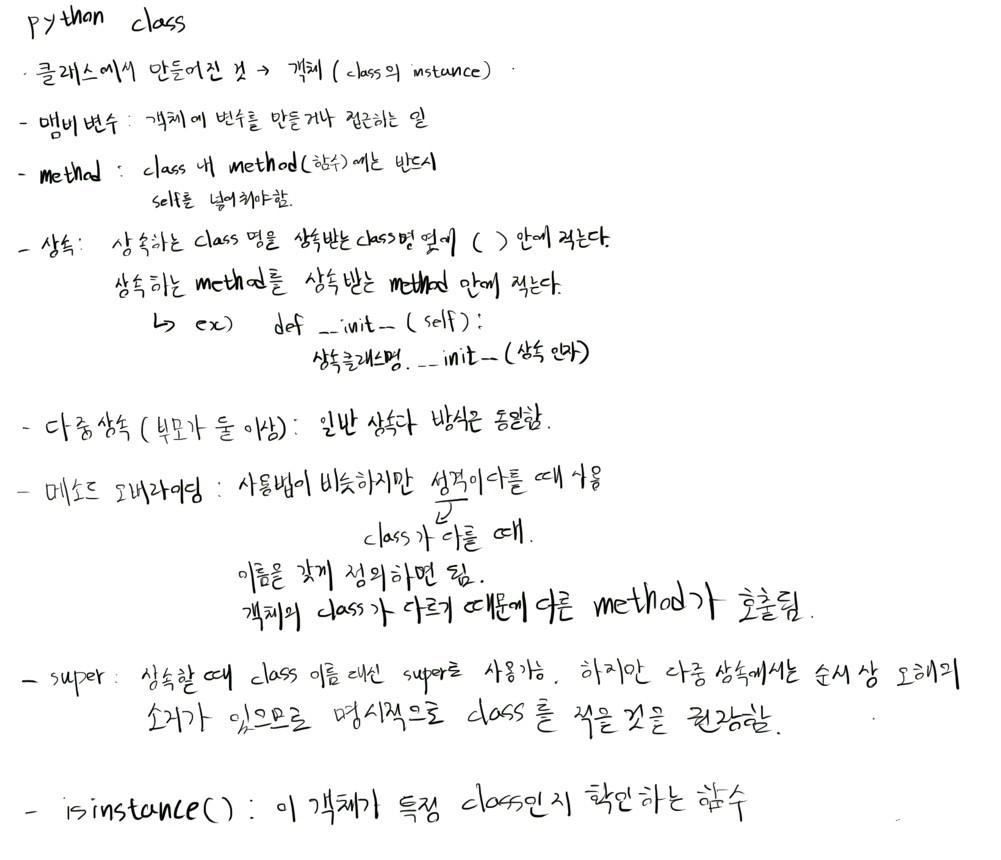 python class
· 클래스에서 만들어진 것 → 객체 (class의 instance)
- 맴버변수 : 객체에 변수를 만들거나 접근하는 일
- method : class 내 method(함수)에는 반드시
self를 넣어줘야함.
- 상속: 상속하는 class 명을 상속받는 class명 옆에 ( ) 안에 적는다.
상속하는 method를 상속받는 method 안에 적는다.
↳ ex) def __init__(self):
상속클래스명.__init__(상속 인자)
- 다중상속 (부모가 둘 이상): 일반 상속과 방식은 동일함.
- 메소드 오버라이딩 : 사용법이 비슷하지만 성격이 다를 때 사용
class가 다를 때.
이름을 갖게 정의하면 됨.
객체의 class가 다르기 때문에 다른 method가 호출됨.
- super : 상속할 때 class 이름 대신 super로 사용가능. 하지만 다중 상속에서는 순서 상 오해의
소지가 있으므로 명시적으로 class를 적을 것을 권장함.
- isinstance() : 이 객체가 특정 class인지 확인하는 함수